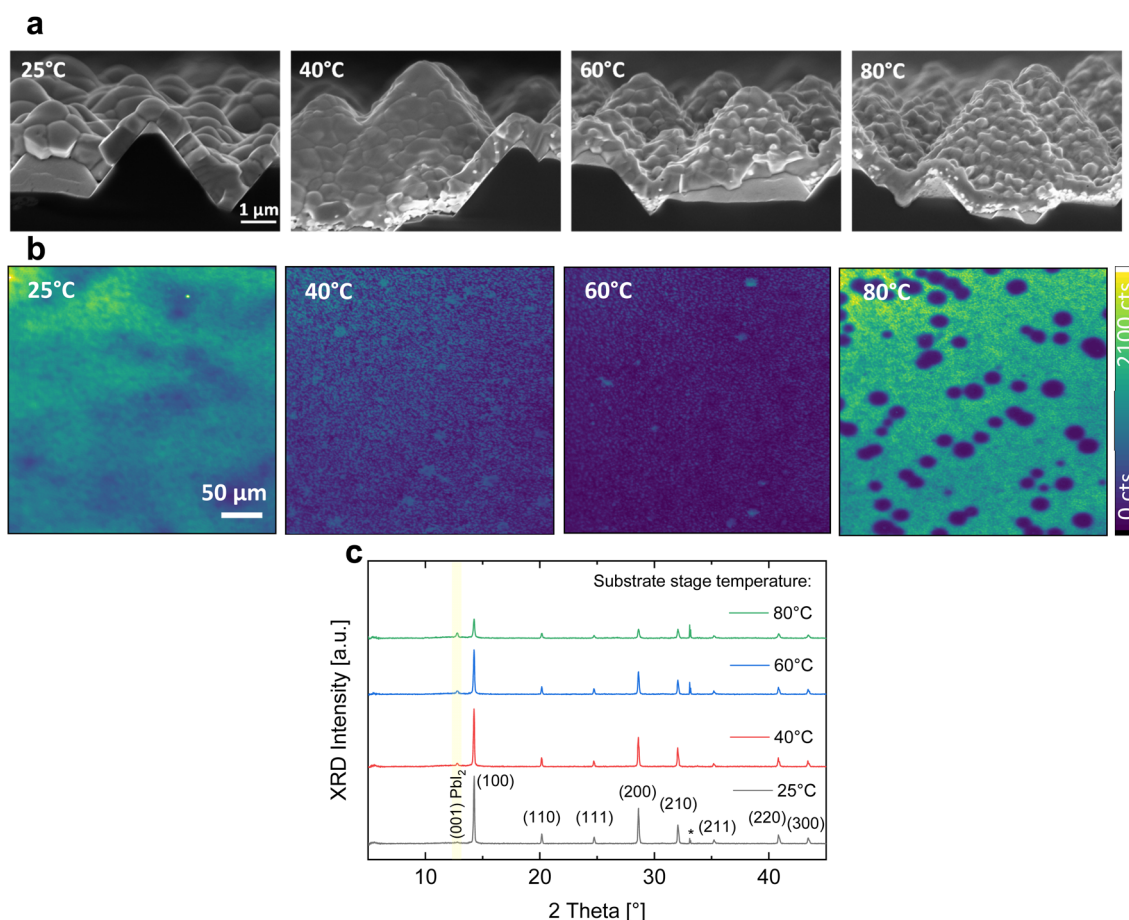 a
25°C
40°C
60°C
80°C
1 µm
b
25°C
40°C
60°C
80°C
50 µm
2100 cts
0 cts
c
Substrate stage temperature:
80°C
60°C
40°C
25°C
(001) PbI₂
(100)
(110)
(111)
(200)
(210)
*
(211)
(220)
(300)
XRD Intensity [a.u.]
10
20
30
40
2 Theta [°]